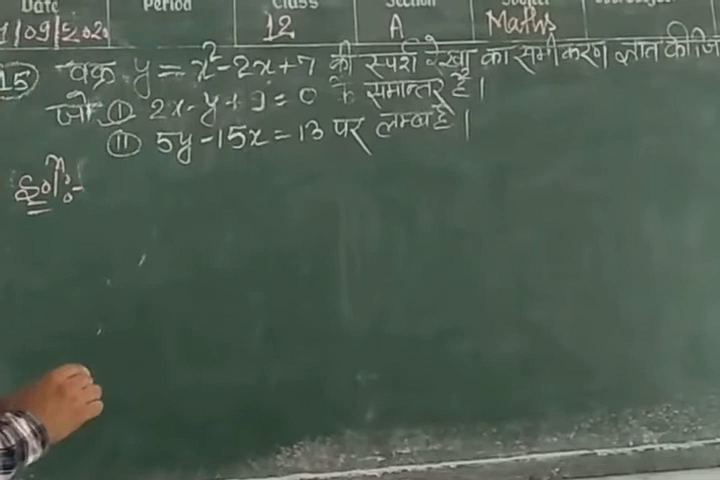 Date Period Class Section Subject
1/09/202 12 A Maths
15) वक्र y = x² - 2x + 7 की स्पर्श रेखा का समीकरण ज्ञात कीजि
जो (i) 2x - y + 9 = 0 के समान्तर है।
(ii) 5y - 15x = 13 पर लम्ब है।
हल:-